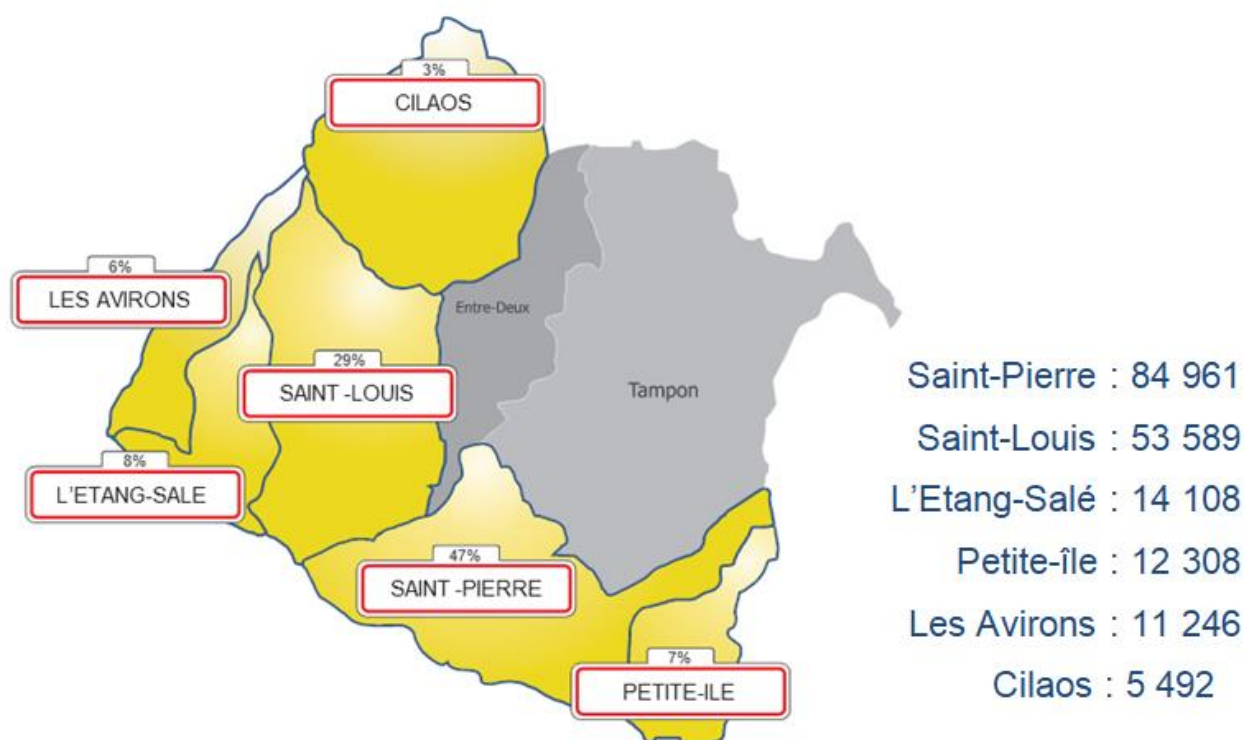 3%
CILAOS
6%
LES AVIRONS
Entre-Deux
29%
SAINT -LOUIS
Tampon
8%
L'ETANG-SALE
47%
SAINT -PIERRE
7%
PETITE-ILE
Saint-Pierre : 84 961
Saint-Louis : 53 589
L'Etang-Salé : 14 108
Petite-île : 12 308
Les Avirons : 11 246
Cilaos : 5 492